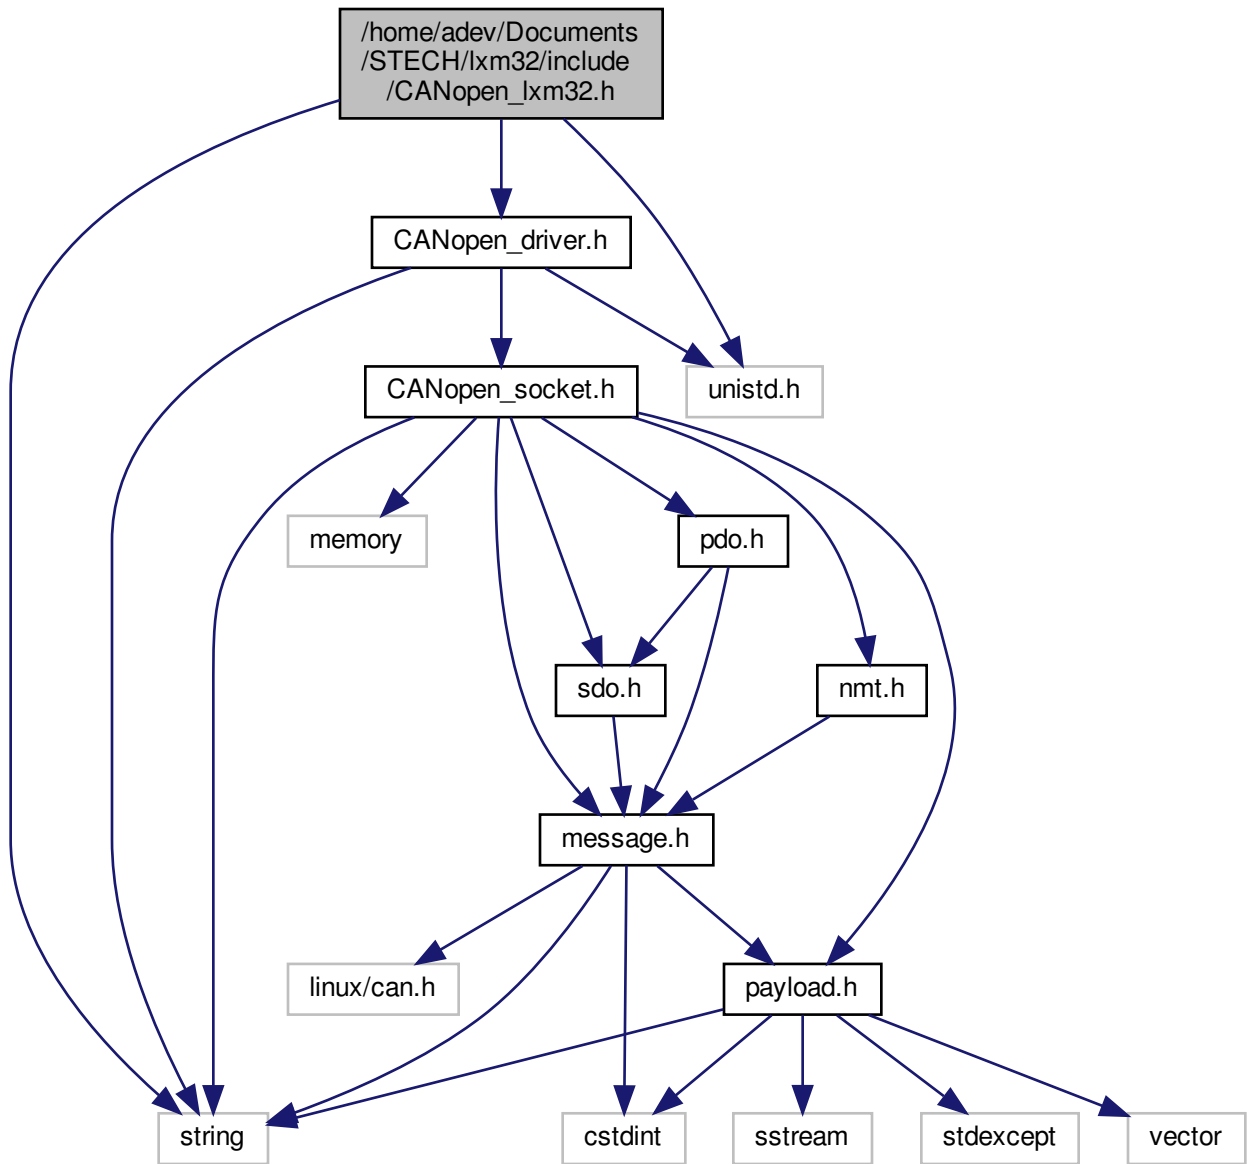 /home/adev/Documents
/STECH/lxm32/include
/CANopen_lxm32.h
CANopen_driver.h
CANopen_socket.h
unistd.h
memory
pdo.h
sdo.h
nmt.h
message.h
linux/can.h
payload.h
string
cstdint
sstream
stdexcept
vector